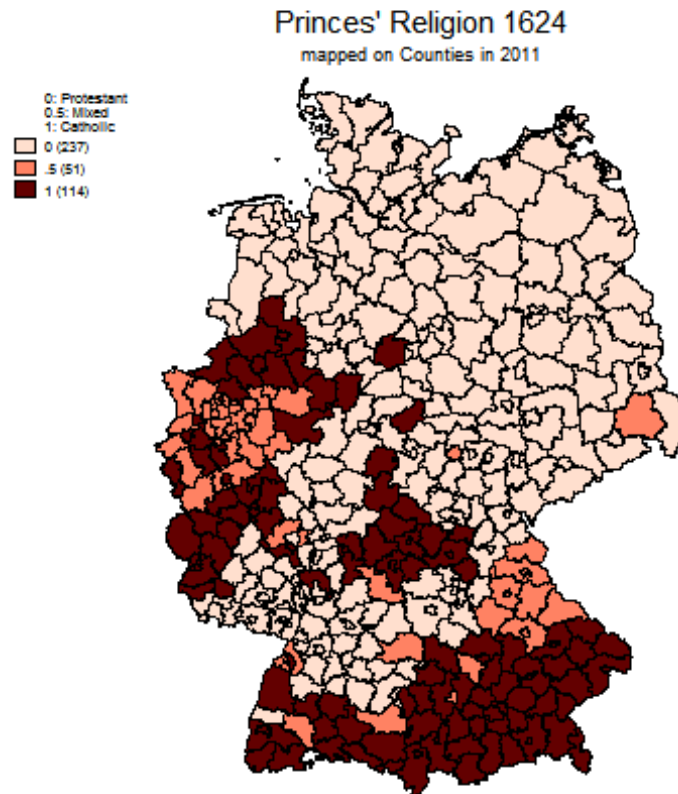 Princes' Religion 1624
mapped on Counties in 2011
0: Protestant
0.5: Mixed
1: Catholic
0 (237)
.5 (51)
1 (114)